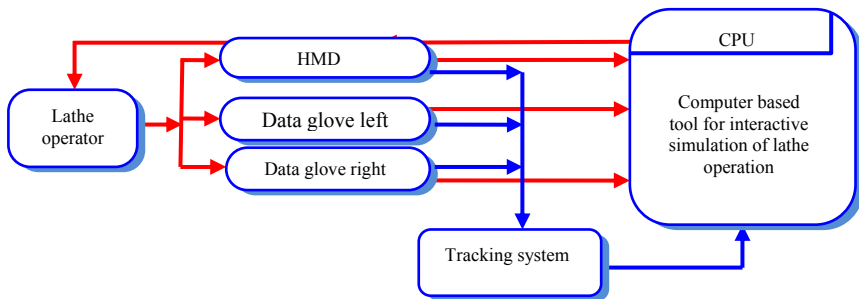 CPU
HMD
Lathe
operator
Data glove left
Data glove right
Computer based
tool for interactive
simulation of lathe
operation
Tracking system